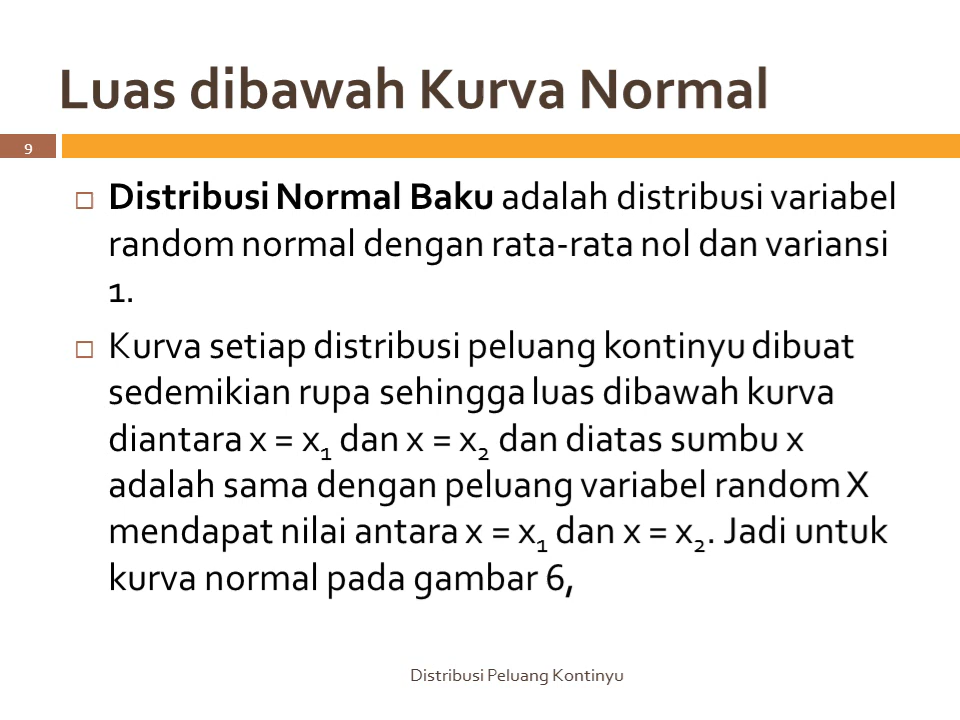 Luas dibawah Kurva Normal
9
Distribusi Normal Baku adalah distribusi variabel
random normal dengan rata-rata nol dan variansi
1.
Kurva setiap distribusi peluang kontinyu dibuat
sedemikian rupa sehingga luas dibawah kurva
diantara x = x₁ dan x = x₂ dan diatas sumbu x
adalah sama dengan peluang variabel random X
mendapat nilai antara x = x₁ dan x = x₂. Jadi untuk
kurva normal pada gambar 6,
Distribusi Peluang Kontinyu